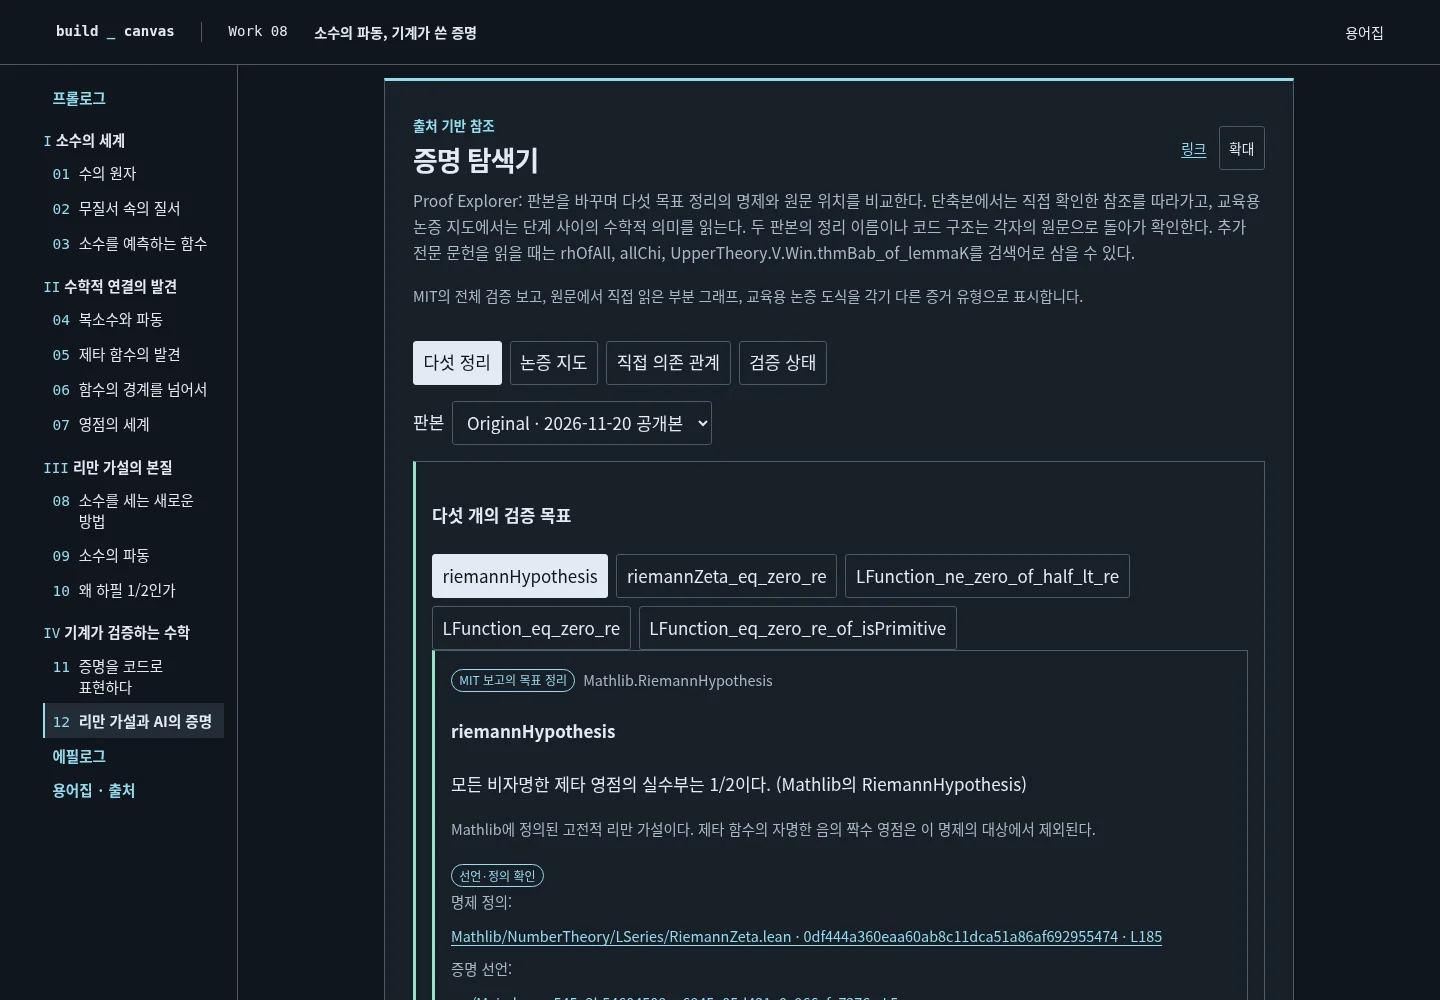 build _ canvas
Work 08
소수의 파동, 기계가 쓴 증명
용어집
프롤로그
I 소수의 세계
01 수의 원자
02 무질서 속의 질서
03 소수를 예측하는 함수
II 수학적 연결의 발견
04 복소수와 파동
05 제타 함수의 발견
06 함수의 경계를 넘어서
07 영점의 세계
III 리만 가설의 본질
08 소수를 세는 새로운
방법
09 소수의 파동
10 왜 하필 1/2인가
IV 기계가 검증하는 수학
11 증명을 코드로
표현하다
12 리만 가설과 AI의 증명
에필로그
용어집 · 출처
출처 기반 참조
증명 탐색기
링크
확대
Proof Explorer: 판본을 바꾸며 다섯 목표 정리의 명제와 원문 위치를 비교한다. 단축본에서는 직접 확인한 참조를 따라가고, 교육용
논증 지도에서는 단계 사이의 수학적 의미를 읽는다. 두 판본의 정리 이름이나 코드 구조는 각자의 원문으로 돌아가 확인한다. 추가
전문 문헌을 읽을 때는 rhOfAll, allChi, UpperTheory.V.Win.thmBab_of_lemmaK를 검색어로 삼을 수 있다.
MIT의 전체 검증 보고, 원문에서 직접 읽은 부분 그래프, 교육용 논증 도식을 각기 다른 증거 유형으로 표시합니다.
다섯 정리
논증 지도
직접 의존 관계
검증 상태
판본
Original · 2026-11-20 공개본
다섯 개의 검증 목표
riemannHypothesis
riemannZeta_eq_zero_re
LFunction_ne_zero_of_half_lt_re
LFunction_eq_zero_re
LFunction_eq_zero_re_of_isPrimitive
MIT 보고의 목표 정리
Mathlib.RiemannHypothesis
riemannHypothesis
모든 비자명한 제타 영점의 실수부는 1/2이다. (Mathlib의 RiemannHypothesis)
Mathlib에 정의된 고전적 리만 가설이다. 제타 함수의 자명한 음의 짝수 영점은 이 명제의 대상에서 제외된다.
선언·정의 확인
명제 정의:
Mathlib/NumberTheory/LSeries/RiemannZeta.lean · 0df444a360eaa60ab8c11dca51a86af692955474 · L185
증명 선언: